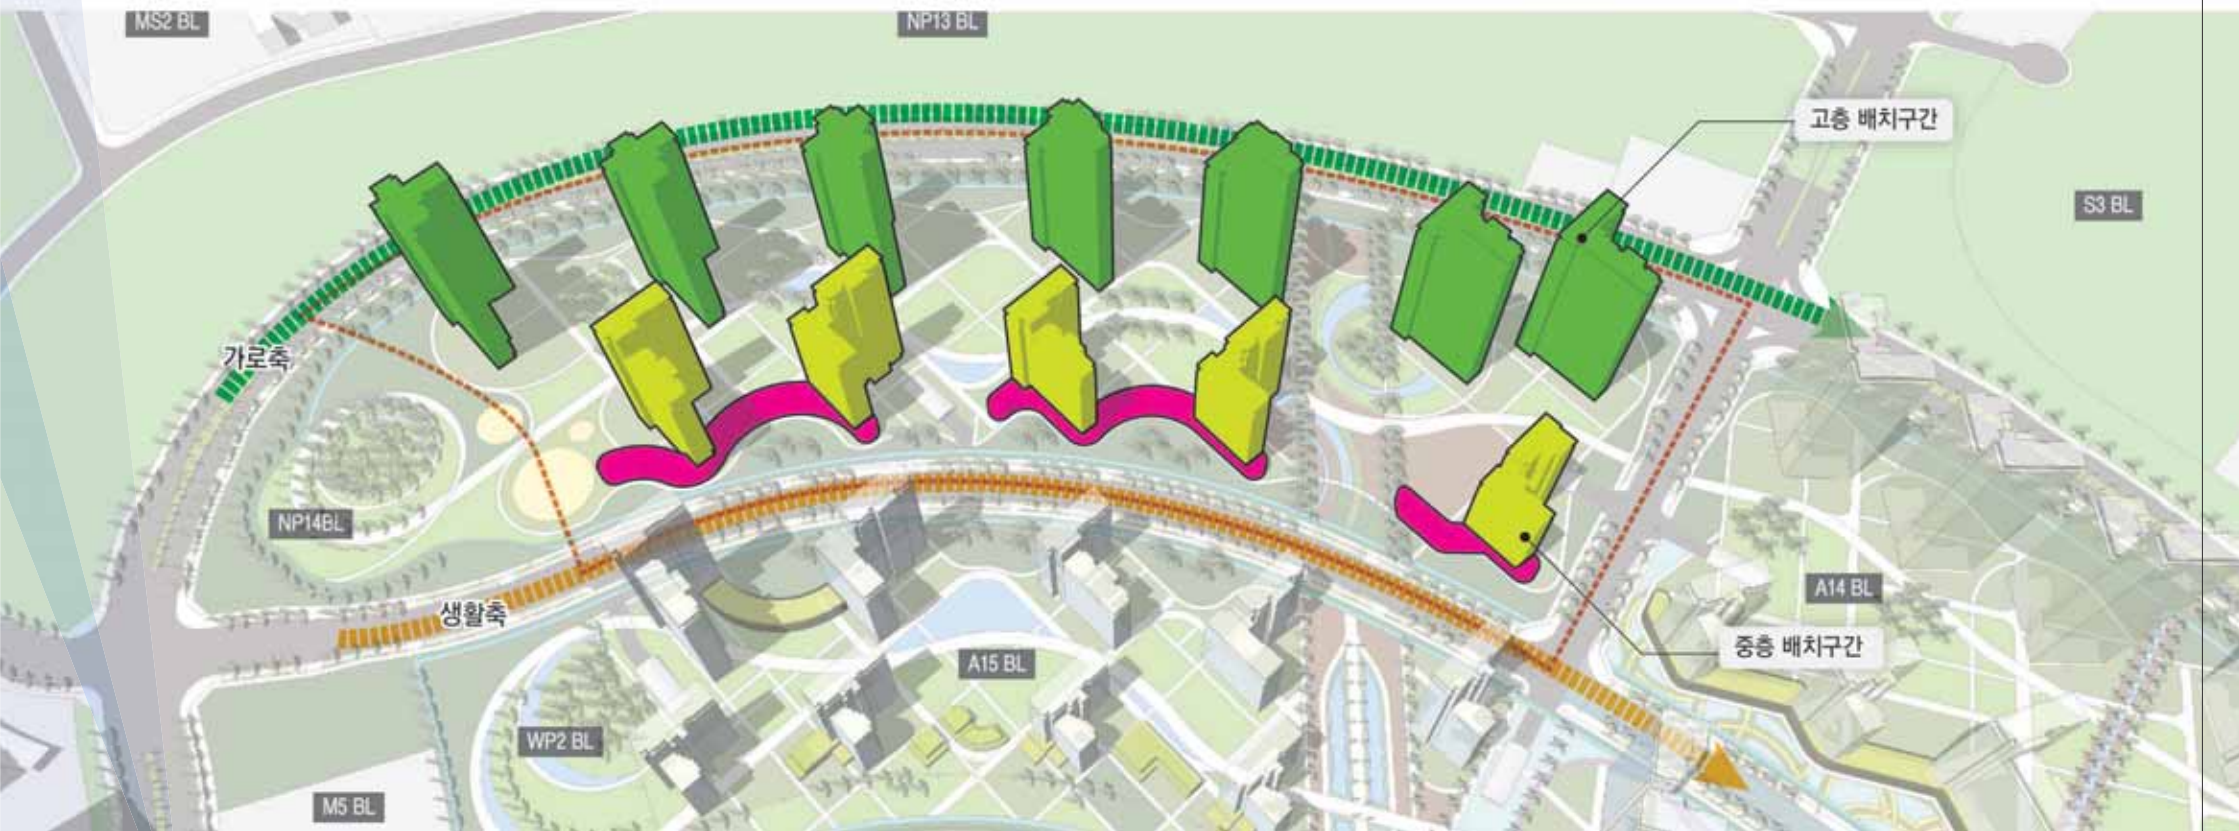 MS2 BL
NP13 BL
고층 배치구간
S3 BL
가로축
NP14BL
A14 BL
생활축
중층 배치구간
A15 BL
WP2 BL
M5 BL